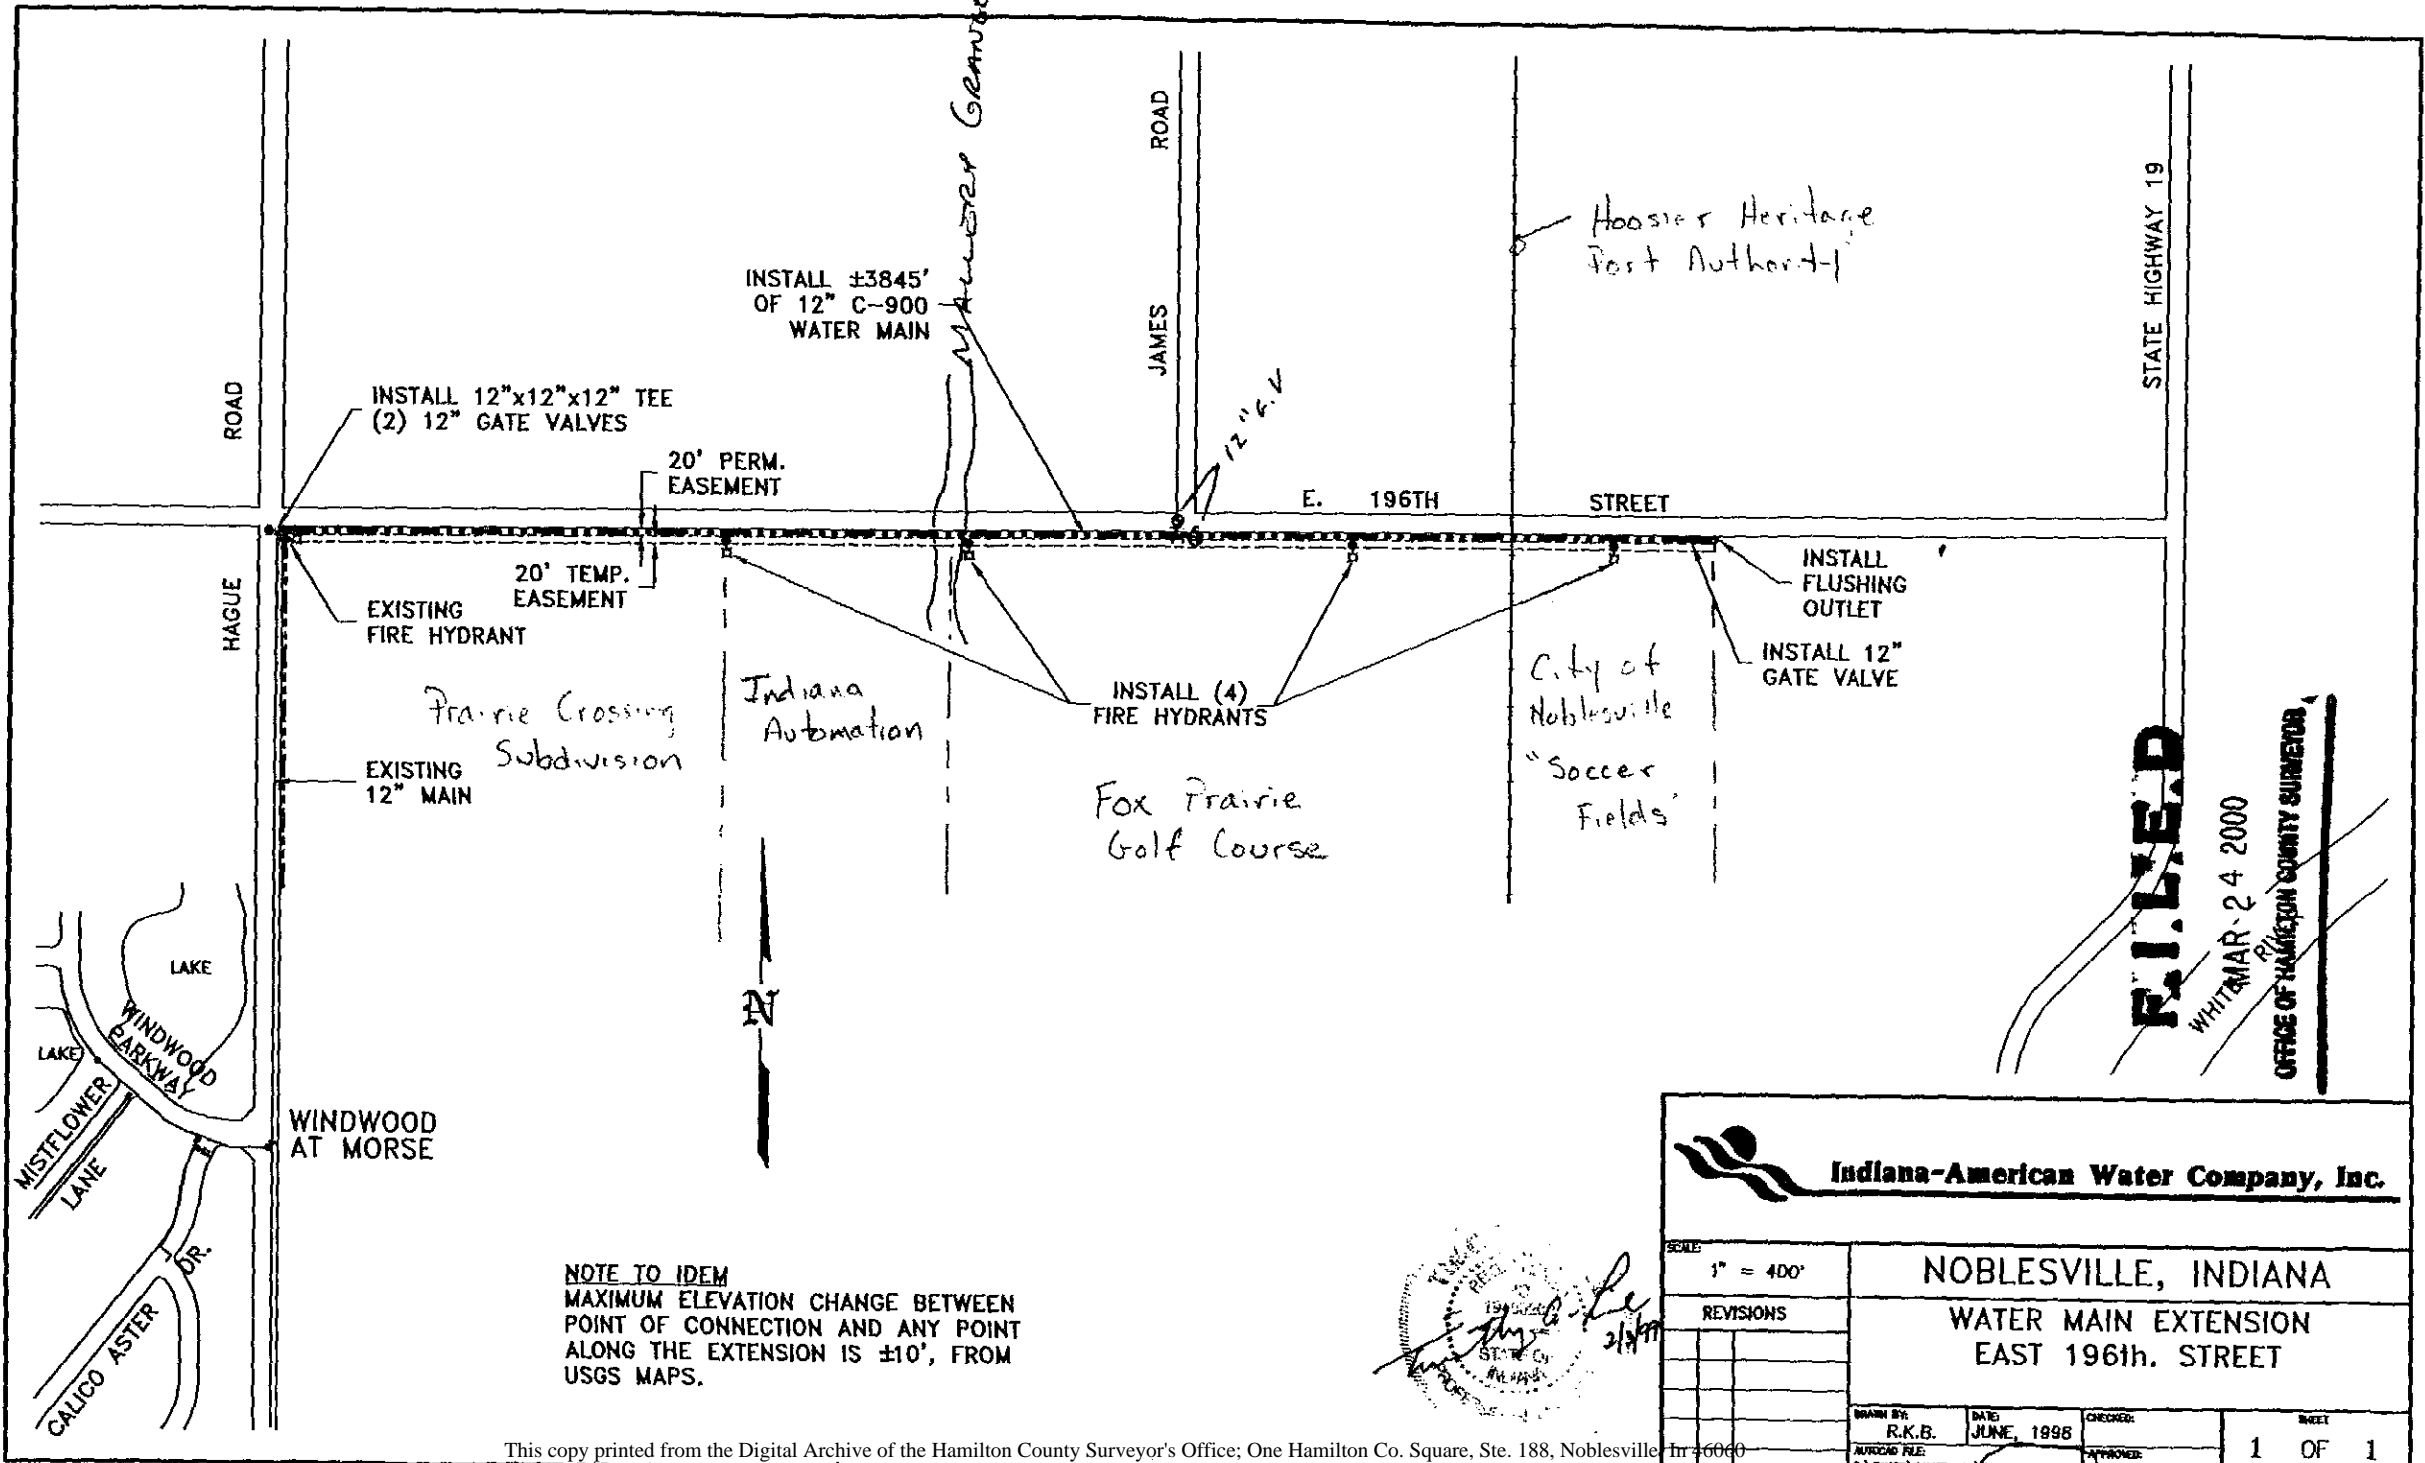 MALLERY
ROAD
JAMES
Hoosier Heritage
Port Authority
STATE HIGHWAY 19
INSTALL ±3845'
OF 12" C-900
WATER MAIN
ROAD
HAGUE
INSTALL 12"x12"x12" TEE
(2) 12" GATE VALVES
20' PERM.
EASEMENT
12" G.V
E. 196TH STREET
20' TEMP.
EASEMENT
EXISTING
FIRE HYDRANT
INSTALL
FLUSHING
OUTLET
INSTALL 12"
GATE VALVE
INSTALL (4)
FIRE HYDRANTS
Prairie Crossing
Subdivision
Indiana
Automation
City of
Noblesville
"Soccer
Fields"
Fox Prairie
Golf Course
EXISTING
12" MAIN
FILED
MAR 24 2000
OFFICE OF HAMILTON COUNTY SURVEYOR
LAKE
LAKE
WINDWOOD
PARKWAY
MISTFLOWER
LANE
WINDWOOD
AT MORSE
DR.
CALICO ASTER
N
NOTE TO IDEM
MAXIMUM ELEVATION CHANGE BETWEEN
POINT OF CONNECTION AND ANY POINT
ALONG THE EXTENSION IS ±10', FROM
USGS MAPS.
STATE OF
INDIANA
Indiana-American Water Company, Inc.
SCALE:
1" = 400'
NOBLESVILLE, INDIANA
REVISIONS
WATER MAIN EXTENSION
EAST 196th. STREET
DRAWN BY:
R.K.B.
DATE:
JUNE, 1998
CHECKED:
SHEET
1 OF 1
AUTOCAD FILE:
APPROVED:
This copy printed from the Digital Archive of the Hamilton County Surveyor's Office; One Hamilton Co. Square, Ste. 188, Noblesville, In 46060